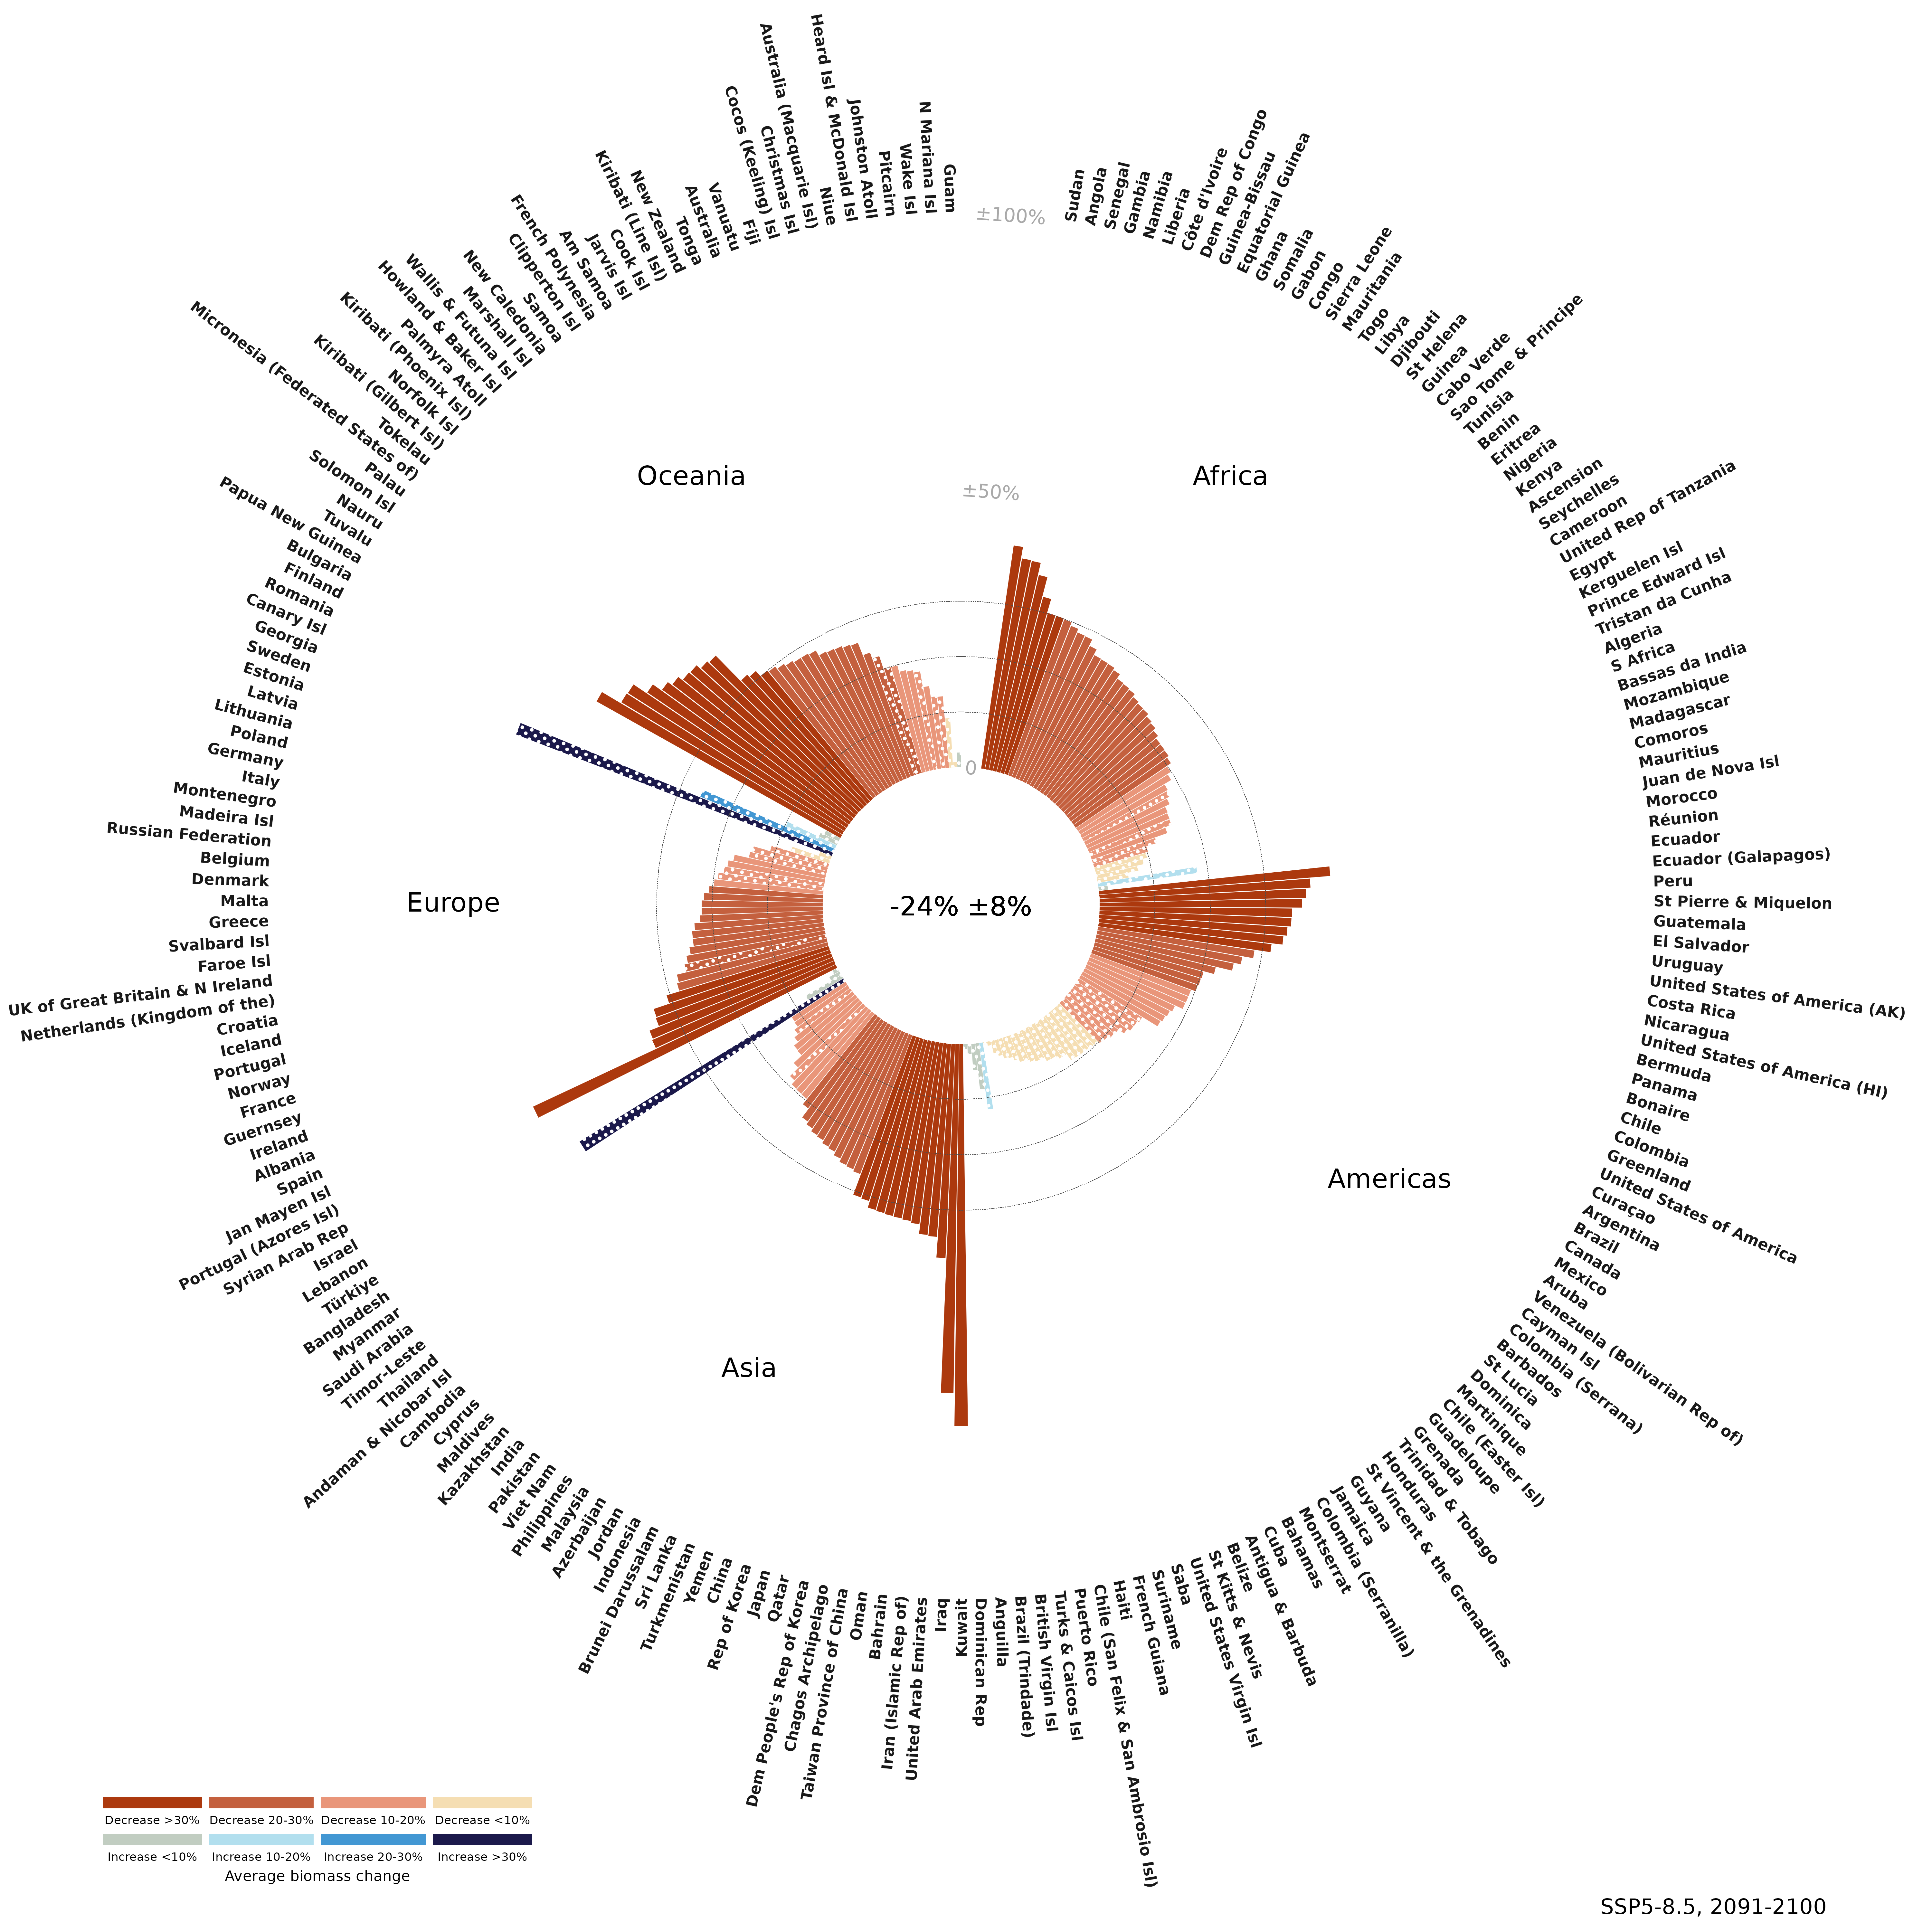 ±100%
±50%
0
-24% ±8%
Africa
Sudan
Angola
Senegal
Gambia
Namibia
Liberia
Côte d'Ivoire
Dem Rep of Congo
Guinea-Bissau
Equatorial Guinea
Ghana
Somalia
Gabon
Congo
Sierra Leone
Mauritania
Togo
Libya
Djibouti
St Helena
Guinea
Cabo Verde
Sao Tome & Principe
Tunisia
Benin
Eritrea
Nigeria
Kenya
Ascension
Seychelles
Cameroon
United Rep of Tanzania
Egypt
Kerguelen Isl
Prince Edward Isl
Tristan da Cunha
Algeria
S Africa
Bassas da India
Mozambique
Madagascar
Comoros
Mauritius
Juan de Nova Isl
Morocco
Réunion
Americas
Ecuador
Ecuador (Galapagos)
Peru
St Pierre & Miquelon
Guatemala
El Salvador
Uruguay
United States of America (AK)
Costa Rica
Nicaragua
United States of America (HI)
Bermuda
Panama
Bonaire
Chile
Colombia
Greenland
United States of America
Curaçao
Argentina
Brazil
Canada
Mexico
Aruba
Venezuela (Bolivarian Rep of)
Cayman Isl
Colombia (Serrana)
Barbados
St Lucia
Dominica
Martinique
Chile (Easter Isl)
Guadeloupe
Grenada
Trinidad & Tobago
Honduras
St Vincent & the Grenadines
Guyana
Jamaica
Colombia (Serranilla)
Montserrat
Bahamas
Cuba
Antigua & Barbuda
Belize
St Kitts & Nevis
United States Virgin Isl
Saba
Suriname
French Guiana
Haiti
Chile (San Felix & San Ambrosio Isl)
Puerto Rico
Turks & Caicos Isl
British Virgin Isl
Brazil (Trindade)
Anguilla
Dominican Rep
Asia
Kuwait
Iraq
United Arab Emirates
Iran (Islamic Rep of)
Bahrain
Oman
Taiwan Province of China
Chagos Archipelago
Dem People's Rep of Korea
Qatar
Japan
Rep of Korea
China
Yemen
Turkmenistan
Sri Lanka
Brunei Darussalam
Indonesia
Jordan
Azerbaijan
Malaysia
Philippines
Viet Nam
Pakistan
India
Kazakhstan
Maldives
Cyprus
Cambodia
Andaman & Nicobar Isl
Thailand
Timor-Leste
Saudi Arabia
Myanmar
Bangladesh
Türkiye
Lebanon
Israel
Syrian Arab Rep
Europe
Portugal (Azores Isl)
Jan Mayen Isl
Spain
Albania
Ireland
Guernsey
France
Norway
Portugal
Iceland
Croatia
Netherlands (Kingdom of the)
UK of Great Britain & N Ireland
Faroe Isl
Svalbard Isl
Greece
Malta
Denmark
Belgium
Russian Federation
Madeira Isl
Montenegro
Italy
Germany
Poland
Lithuania
Latvia
Estonia
Sweden
Georgia
Canary Isl
Romania
Finland
Bulgaria
Oceania
Papua New Guinea
Tuvalu
Nauru
Solomon Isl
Palau
Micronesia (Federated States of)
Tokelau
Kiribati (Gilbert Isl)
Norfolk Isl
Kiribati (Phoenix Isl)
Palmyra Atoll
Howland & Baker Isl
Wallis & Futuna Isl
Marshall Isl
New Caledonia
Samoa
Clipperton Isl
French Polynesia
Am Samoa
Jarvis Isl
Cook Isl
Kiribati (Line Isl)
New Zealand
Tonga
Australia
Vanuatu
Fiji
Cocos (Keeling) Isl
Christmas Isl
Australia (Macquarie Isl)
Niue
Heard Isl & McDonald Isl
Johnston Atoll
Pitcairn
Wake Isl
N Mariana Isl
Guam
Decrease >30%
Decrease 20-30%
Decrease 10-20%
Decrease <10%
Increase <10%
Increase 10-20%
Increase 20-30%
Increase >30%
Average biomass change
SSP5-8.5, 2091-2100